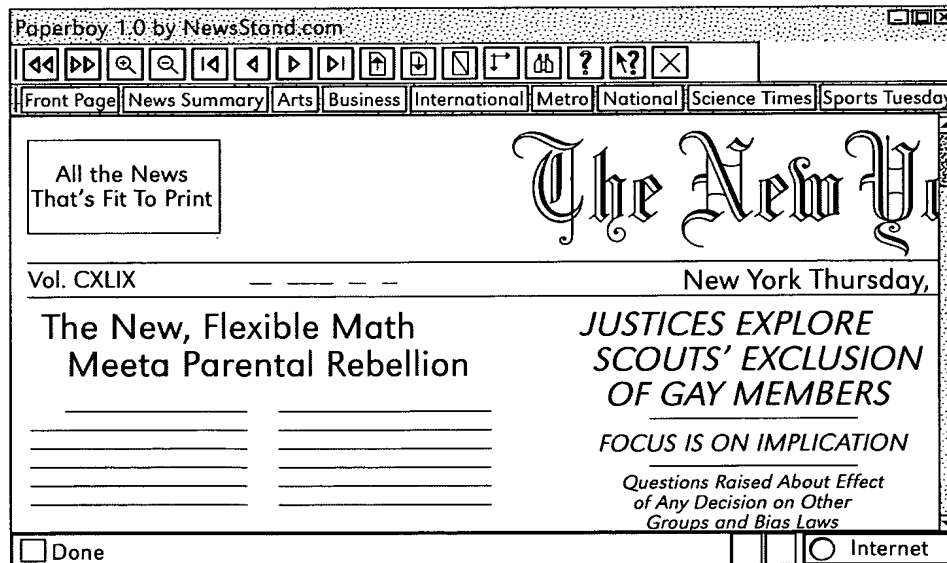 Paperboy 1.0 by NewsStand.com
? ?
Front Page News Summary Arts Business International Metro National Science Times Sports Tuesday
All the News
That's Fit To Print
The New Yo
Vol. CXLIX
New York Thursday,
The New, Flexible Math
Meeta Parental Rebellion
JUSTICES EXPLORE
SCOUTS' EXCLUSION
OF GAY MEMBERS
FOCUS IS ON IMPLICATION
Questions Raised About Effect
of Any Decision on Other
Groups and Bias Laws
Done
Internet